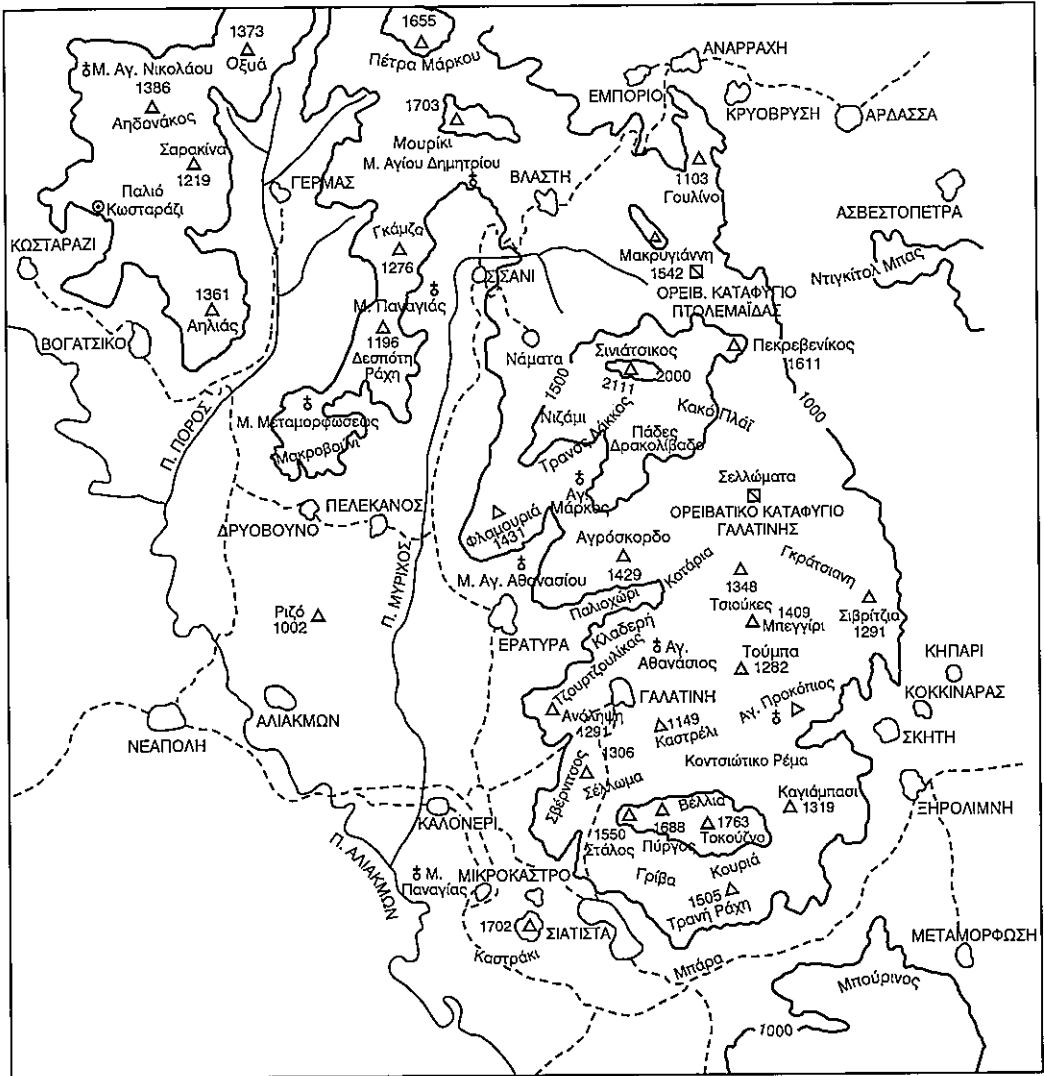 1655
1373
Οξυά
Πέτρα Μάρκου
ΑΝΑΡΡΑΧΗ
Μ. Αγ. Νικολάου
ΕΜΠΟΡΙΟ
1386
Αηδονάκος
ΚΡΥΟΒΡΥΣΗ
ΑΡΔΑΣΣΑ
1703
Μουρίκι
Σαρακίνα
1219
Μ. Αγίου Δημητρίου
1103
Γουλίνο
ΓΕΡΜΑΣ
ΒΛΑΣΤΗ
Παλιό
Κωσταράζι
ΑΣΒΕΣΤΟΠΕΤΡΑ
Γκάμζα
1276
ΚΩΣΤΑΡΑΖΙ
Μακρυγιάννη
1542
ΣΙΣΑΝΙ
Ντιγκιτολ Μπας
1361
Αηλιάς
Μ. Παναγιάς
ΟΡΕΙΒ. ΚΑΤΑΦΥΓΙΟ
ΠΤΟΛΕΜΑΪΔΑΣ
1196
Δεσπότη
Ράχη
ΒΟΓΑΤΣΙΚΟ
Νάματα
Σινιάτσικος
Πεκρεβενίκος
1611
2111
2000
1500
1000
Μ. Μεταμορφώσεως
Μακροβούνι
Νιζάμι
Τρανός Λάκκος
Κακό Πλάϊ
Πάδες
Δρακολίβαδο
Π. ΠΟΡΟΣ
Σελλώματα
Αγ.
Μάρκος
ΟΡΕΙΒΑΤΙΚΟ ΚΑΤΑΦΥΓΙΟ
ΓΑΛΑΤΙΝΗΣ
ΠΕΛΕΚΑΝΟΣ
ΔΡΥΟΒΟΥΝΟ
Φλαμουριά
1431
Αγρόσκορδο
1429
Κατάρια
Γκράτσιανη
Μ. Αγ. Αθανασίου
1348
Τσιούκες
Παλιοχώρι
1409
Μπεγγίρι
Σιβρίτζια
1291
Ριζό
1002
Π. ΜΥΡΙΧΟΣ
ΕΡΑΤΥΡΑ
Κλαδερή
Τζουρτζουλίκας
Αγ.
Αθανάσιος
Τούμπα
1282
ΚΗΠΑΡΙ
ΚΟΚΚΙΝΑΡΑΣ
ΑΛΙΑΚΜΩΝ
ΓΑΛΑΤΙΝΗ
Αγ. Προκόπιος
ΝΕΑΠΟΛΗ
Ανάληψη
1291
1149
Καστρέλι
ΣΚΗΤΗ
1306
Σβέρνιτσος
Σέλλωμα
Κοντσιώτικο Ρέμα
Καγιάμπασι
1319
ΞΗΡΟΛΙΜΝΗ
ΚΑΛΟΝΕΡΙ
Βέλλια
1550
Στάλος
1688
Πύργος
1763
Τοκούζνο
Π. ΑΛΙΑΚΜΩΝ
Μ.
Παναγίας
ΜΙΚΡΟΚΑΣΤΡΟ
Γρίβα
Κουριά
1505
Τρανή Ράχη
1702
ΣΙΑΤΙΣΤΑ
Καστράκι
ΜΕΤΑΜΟΡΦΩΣΗ
Μπάρα
Μπούρινος
1000